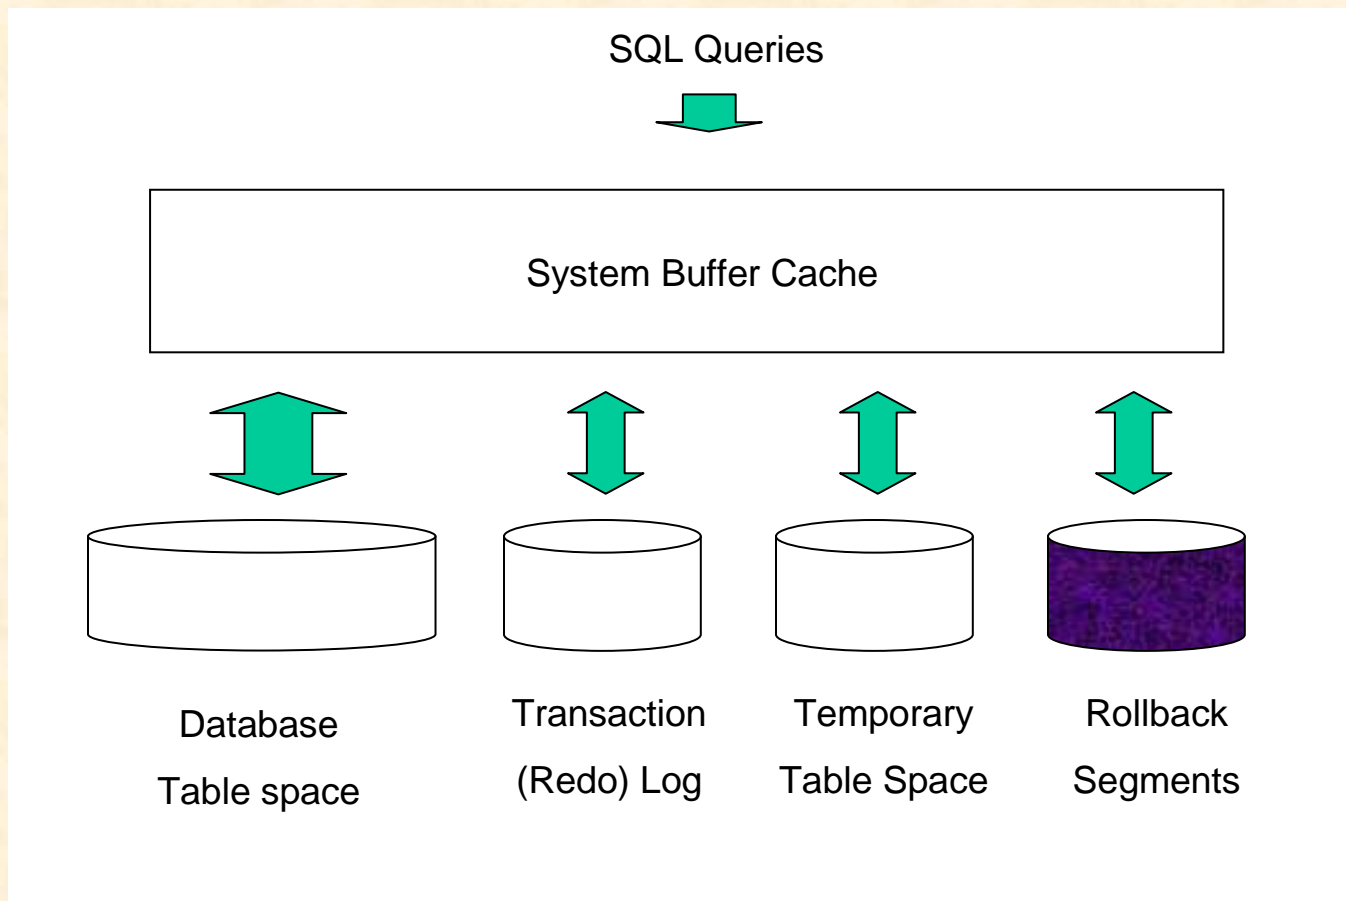 SQL Queries
System Buffer Cache
Database
Table space
Transaction
(Redo) Log
Temporary
Table Space
Rollback
Segments